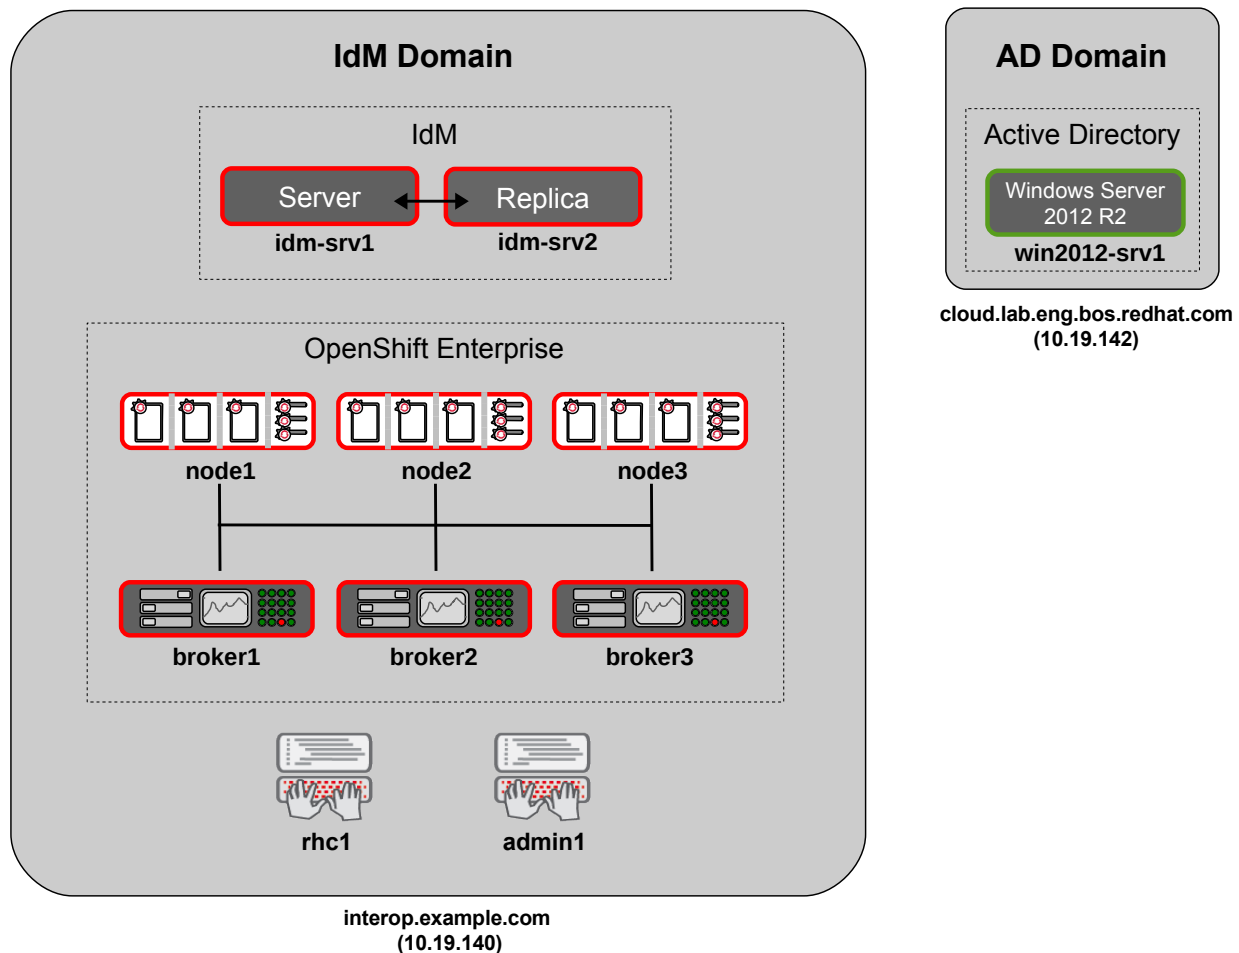 IdM Domain
IdM
Server
Replica
idm-srv1
idm-srv2
OpenShift Enterprise
node1
node2
node3
broker1
broker2
broker3
rhc1
admin1
interop.example.com
(10.19.140)
AD Domain
Active Directory
Windows Server
2012 R2
win2012-srv1
cloud.lab.eng.bos.redhat.com
(10.19.142)